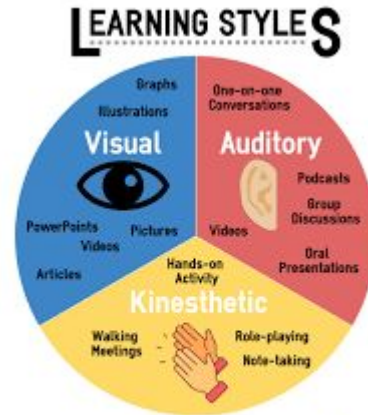 LEARNING STYLES
Graphs
Illustrations
Visual
PowerPoints
Videos
Pictures
Articles
One-on-one
Conversations
Auditory
Podcasts
Group
Discussions
Videos
Oral
Presentations
Hands-on
Activity
Kinesthetic
Walking
Meetings
Role-playing
Note-taking